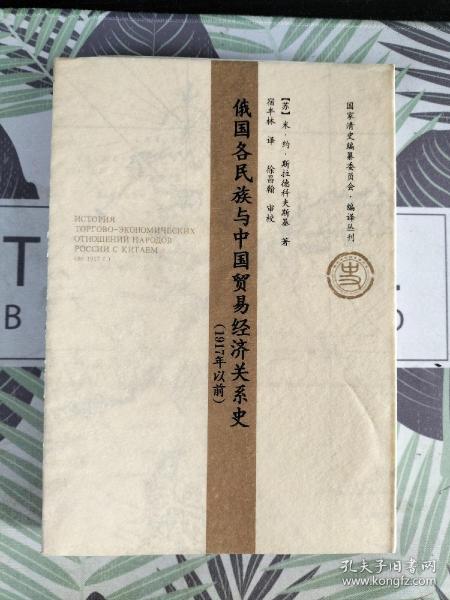 国家清史编纂委员会·编译丛刊
【苏】米·约·斯拉德科夫斯基 著
宿丰林 译 徐昌翰 审校
俄国各民族与中国贸易经济关系史
(1917年以前)
ИСТОРИЯ
ТОРГОВО-ЭКОНОМИЧЕСКИХ
ОТНОШЕНИЙ НАРОДОВ
РОССИИ С КИТАЕМ
(до 1917 г.)
史
T
B
L
O
孔夫子旧书网
www.kongfz.com